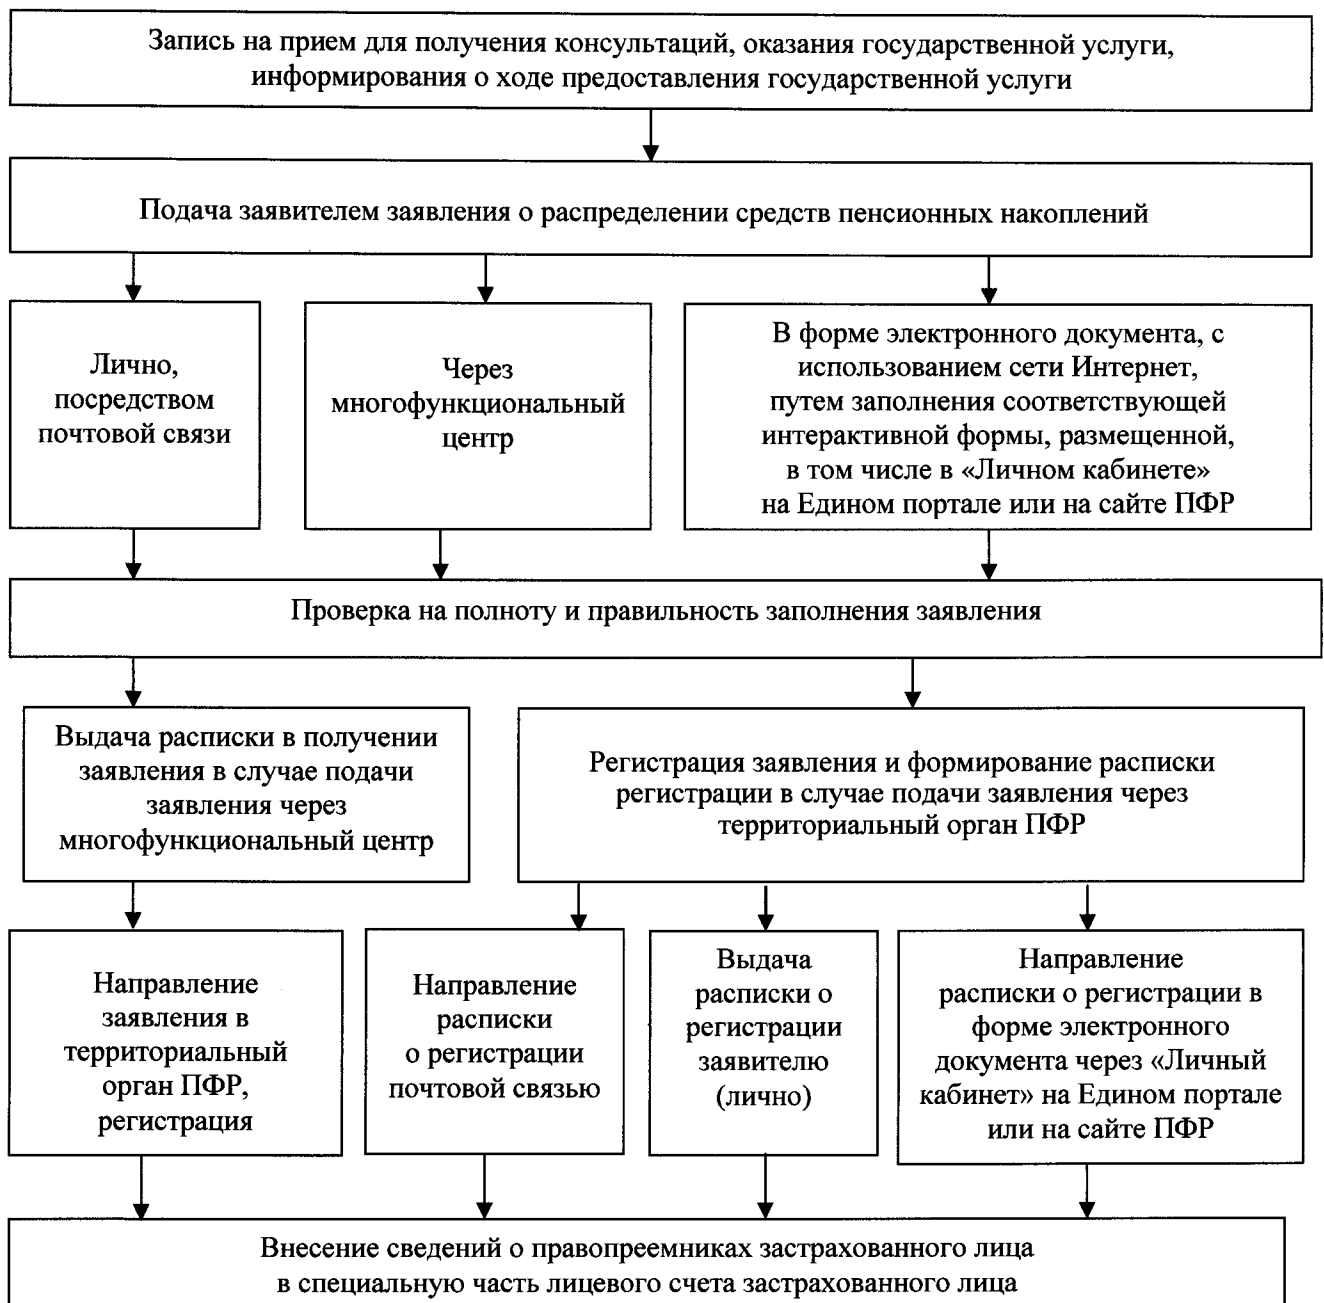 Запись на прием для получения консультаций, оказания государственной услуги,
информирования о ходе предоставления государственной услуги
Подача заявителем заявления о распределении средств пенсионных накоплений
Лично,
посредством
почтовой связи
Через
многофункциональный
центр
В форме электронного документа, с
использованием сети Интернет,
путем заполнения соответствующей
интерактивной формы, размещенной,
в том числе в «Личном кабинете»
на Едином портале или на сайте ПФР
Проверка на полноту и правильность заполнения заявления
Выдача расписки в получении
заявления в случае подачи
заявления через
многофункциональный центр
Регистрация заявления и формирование расписки
регистрации в случае подачи заявления через
территориальный орган ПФР
Направление
заявления в
территориальный
орган ПФР,
регистрация
Направление
расписки
о регистрации
почтовой связью
Выдача
расписки о
регистрации
заявителю
(лично)
Направление
расписки о регистрации в
форме электронного
документа через «Личный
кабинет» на Едином портале
или на сайте ПФР
Внесение сведений о правопреемниках застрахованного лица
в специальную часть лицевого счета застрахованного лица